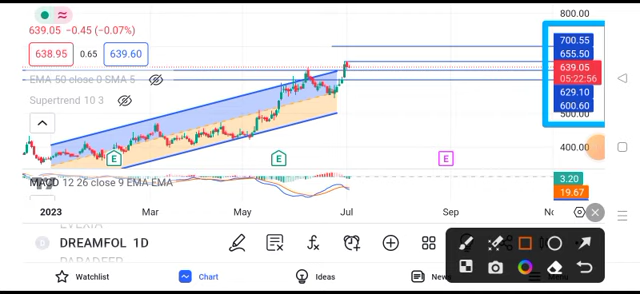 800.00
639.05 −0.45 (−0.07%)
700.55
655.50
638.95 0.65 639.60
639.05
05:22:56
EMA 50 close 0 SMA 5
629.10
Supertrend 10 3
600.60
500.00
400.00
E E E
MACD 12 26 close 9 EMA EMA
3.20
19.67
2023 Mar May Jul Sep
D DREAMFOL 1D
Watchlist Chart Ideas News